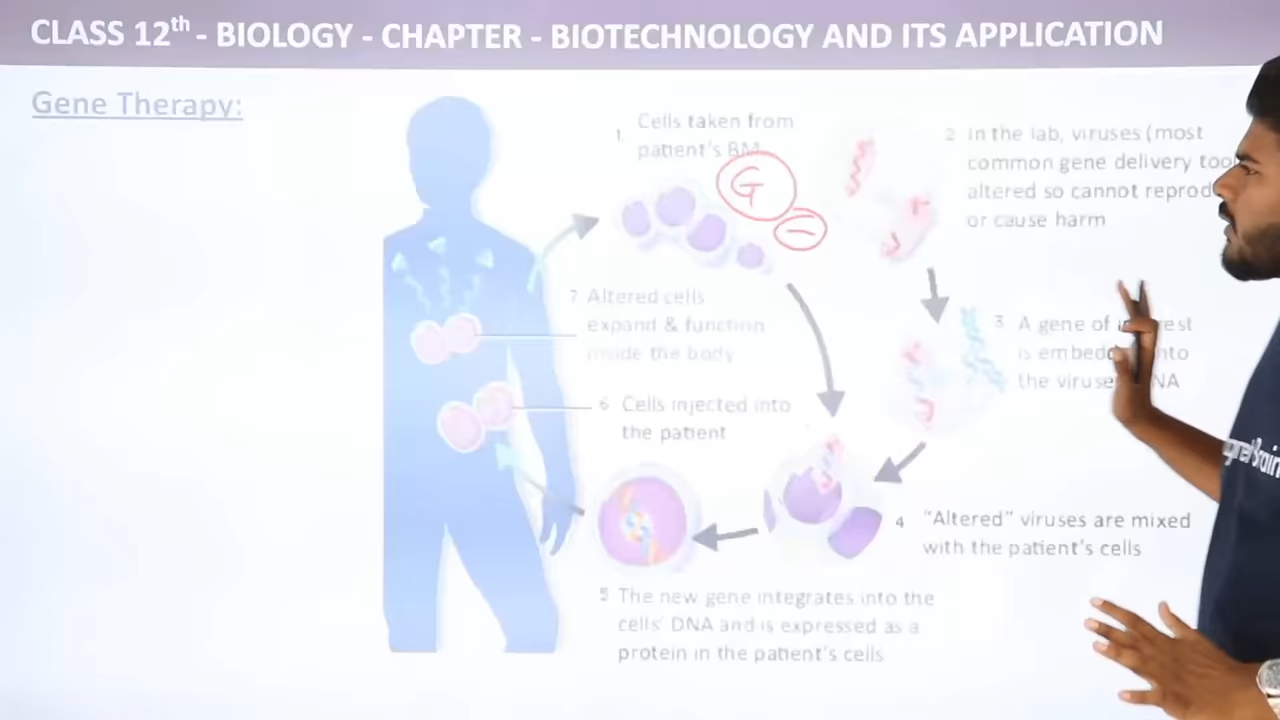 CLASS 12th - BIOLOGY - CHAPTER - BIOTECHNOLOGY AND ITS APPLICATION
Gene Therapy:
1. Cells taken from
patient's BM
G
−
2 In the lab, viruses (most
common gene delivery too
altered so cannot reprod
or cause harm
3 A gene of
into
the virus
7 Altered cells
expand & function
inside the body
6 Cells injected into
the patient
4 "Altered" viruses are mixed
with the patient's cells
5 The new gene integrates into the
cells' DNA and is expressed as a
protein in the patient's cells